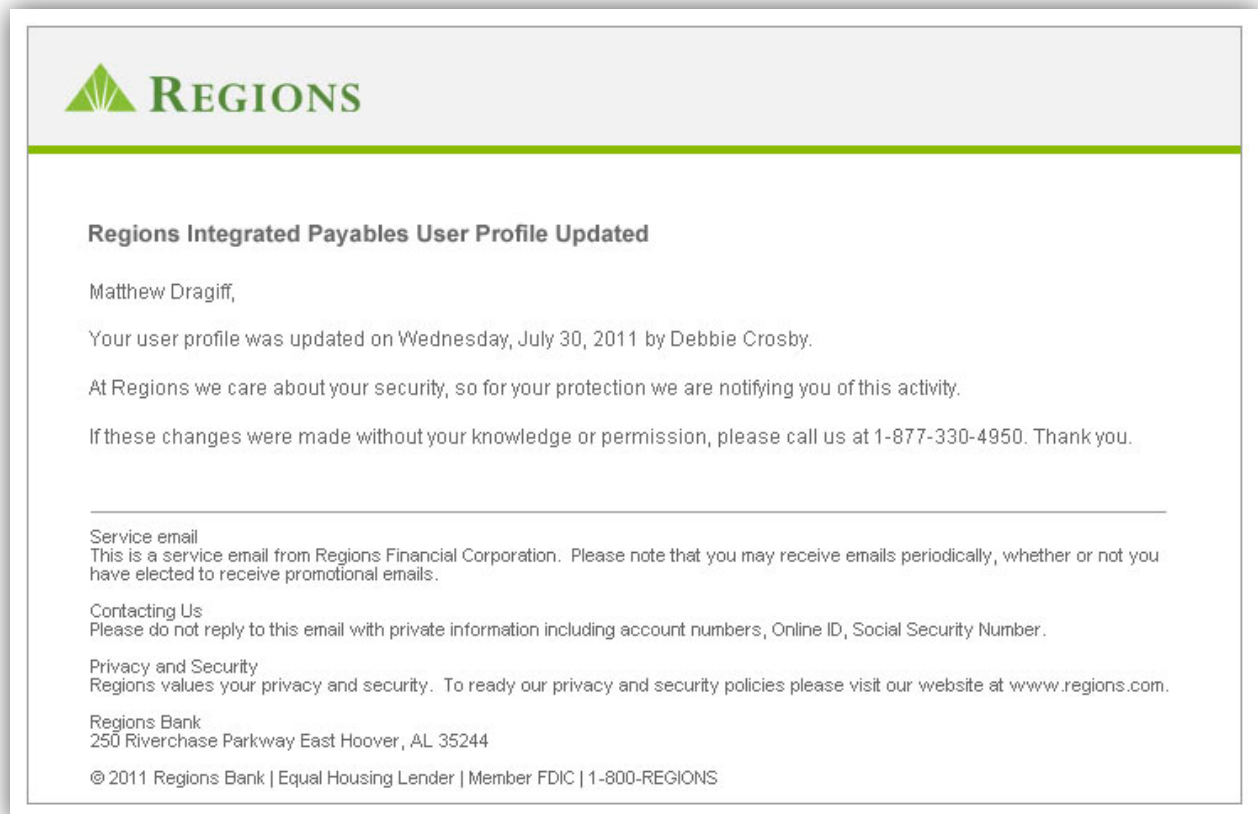 REGIONS
Regions Integrated Payables User Profile Updated
Matthew Dragiff,
Your user profile was updated on Wednesday, July 30, 2011 by Debbie Crosby.
At Regions we care about your security, so for your protection we are notifying you of this activity.
If these changes were made without your knowledge or permission, please call us at 1-877-330-4950. Thank you.
Service email
This is a service email from Regions Financial Corporation.  Please note that you may receive emails periodically, whether or not you
have elected to receive promotional emails.
Contacting Us
Please do not reply to this email with private information including account numbers, Online ID, Social Security Number.
Privacy and Security
Regions values your privacy and security.  To ready our privacy and security policies please visit our website at www.regions.com.
Regions Bank
250 Riverchase Parkway East Hoover, AL 35244
© 2011 Regions Bank | Equal Housing Lender | Member FDIC | 1-800-REGIONS